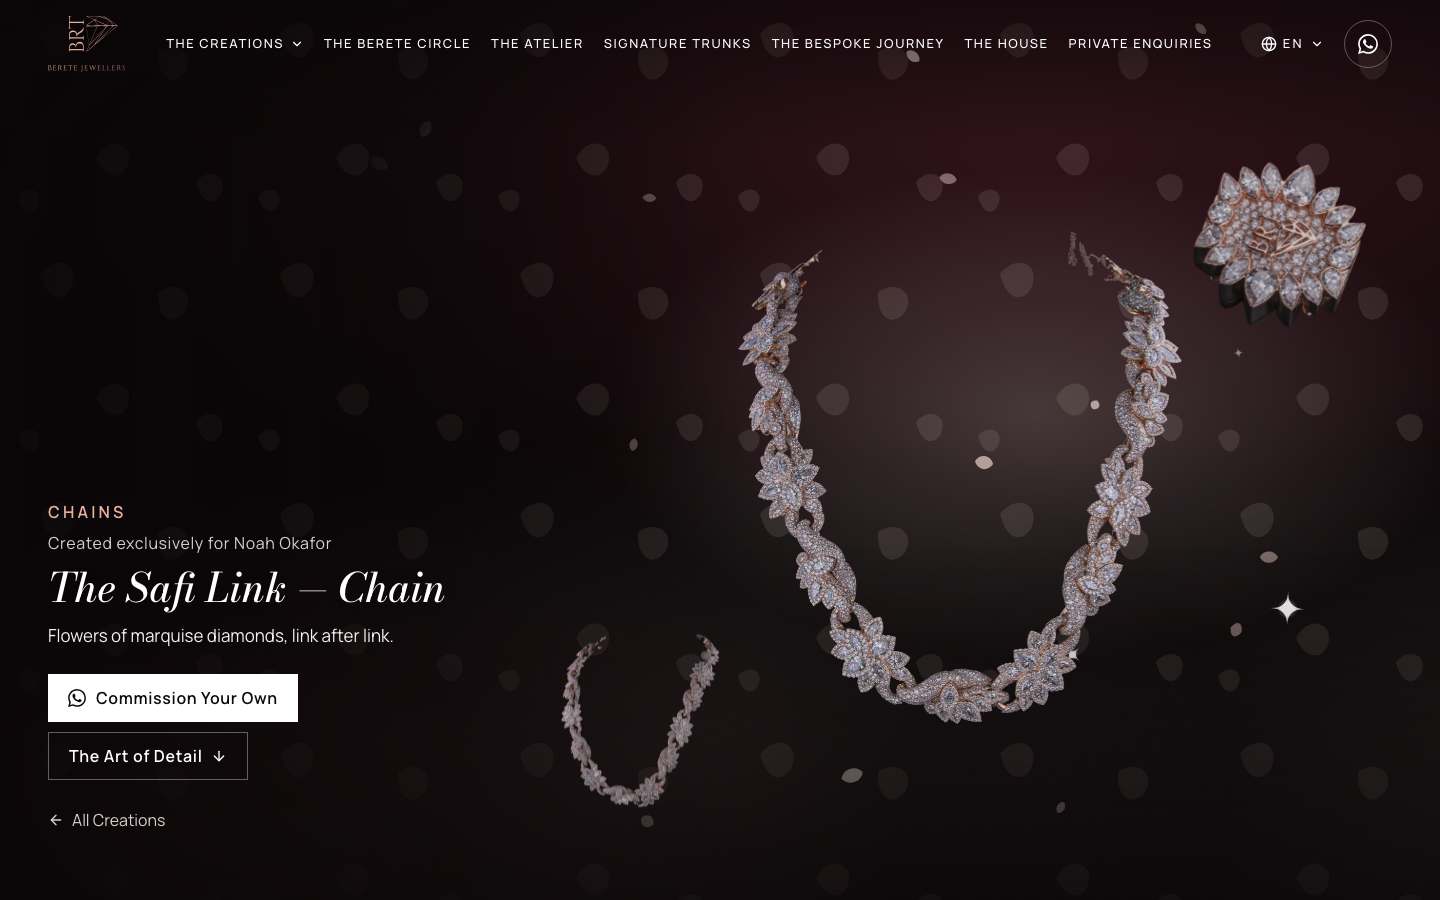 BRT
BERETE JEWELLERS
THE CREATIONS
THE BERETE CIRCLE
THE ATELIER
SIGNATURE TRUNKS
THE BESPOKE JOURNEY
THE HOUSE
PRIVATE ENQUIRIES
EN
BRT
CHAINS
Created exclusively for Noah Okafor
The Safi Link — Chain
Flowers of marquise diamonds, link after link.
Commission Your Own
The Art of Detail ↓
← All Creations